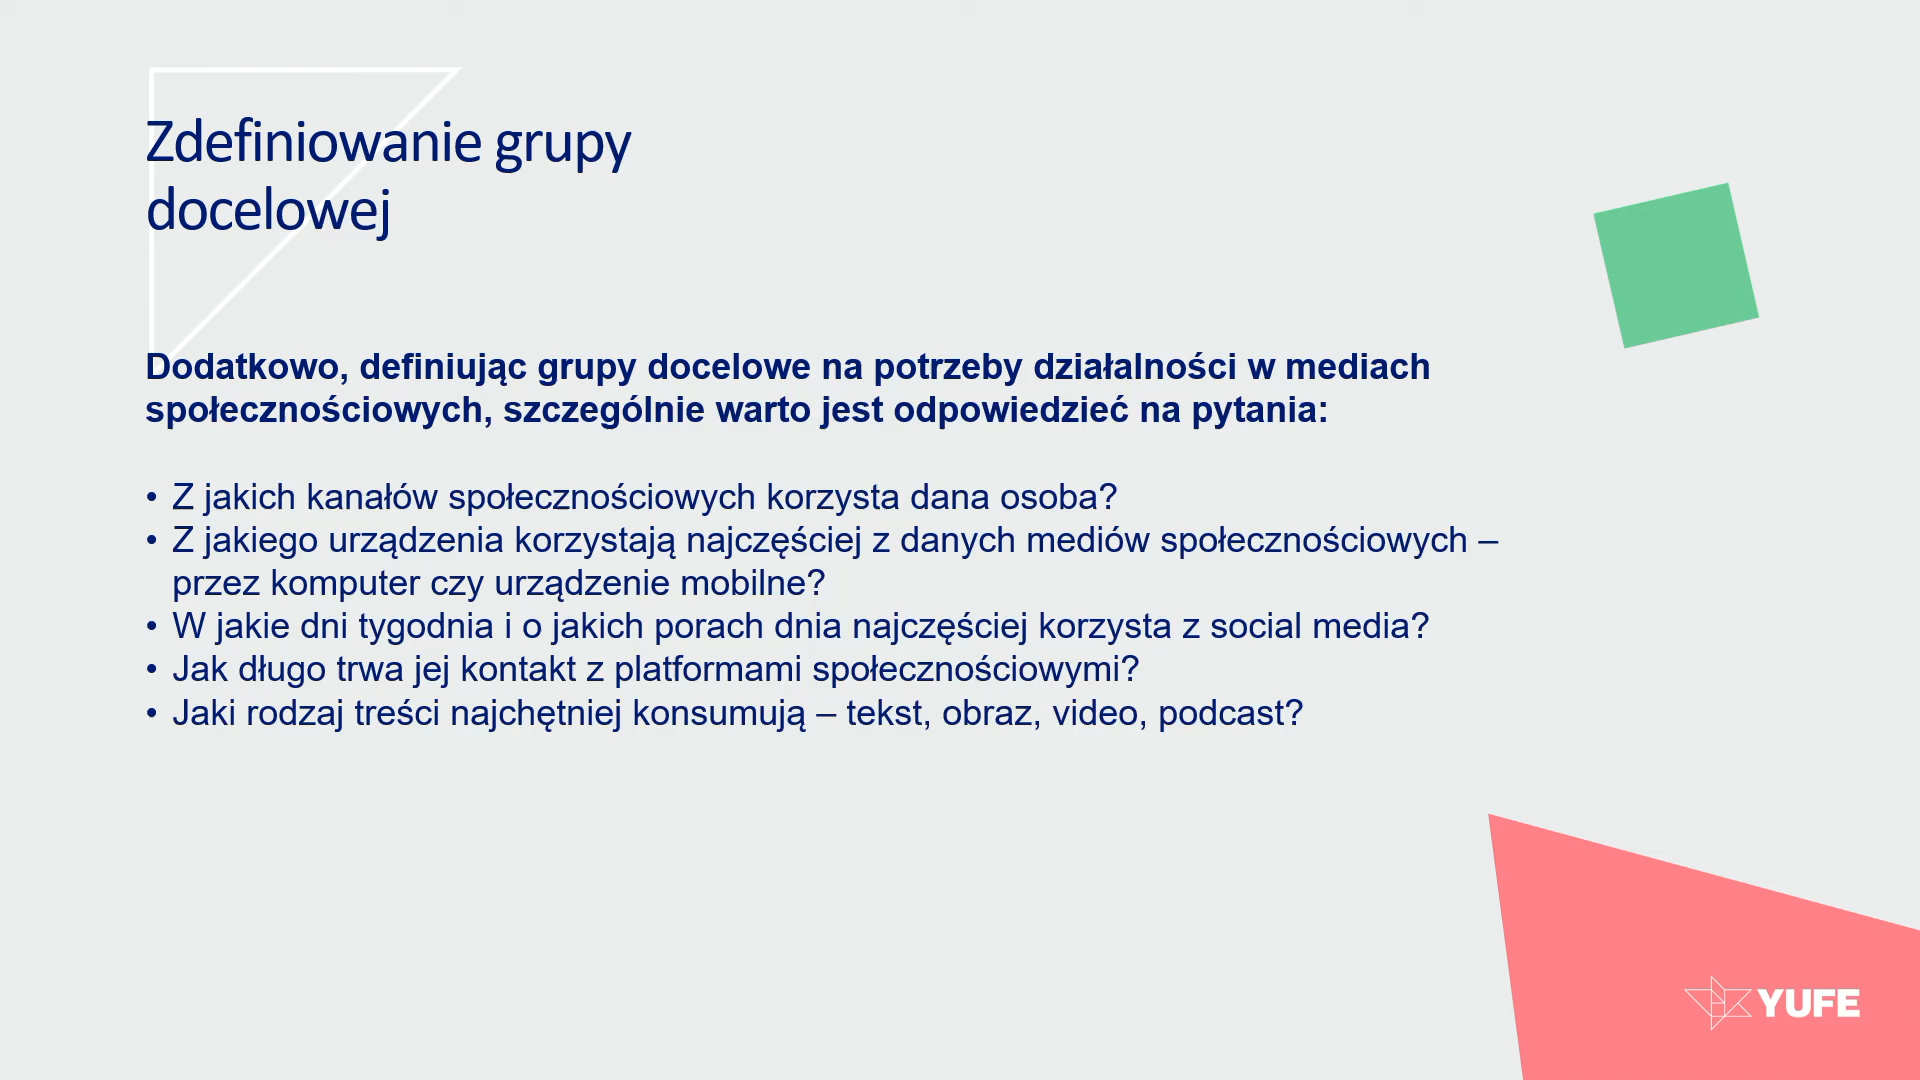 Zdefiniowanie grupy
docelowej
Dodatkowo, definiując grupy docelowe na potrzeby działalności w mediach
społecznościowych, szczególnie warto jest odpowiedzieć na pytania:
• Z jakich kanałów społecznościowych korzysta dana osoba?
• Z jakiego urządzenia korzystają najczęściej z danych mediów społecznościowych –
przez komputer czy urządzenie mobilne?
• W jakie dni tygodnia i o jakich porach dnia najczęściej korzysta z social media?
• Jak długo trwa jej kontakt z platformami społecznościowymi?
• Jaki rodzaj treści najchętniej konsumują – tekst, obraz, video, podcast?
YUFE